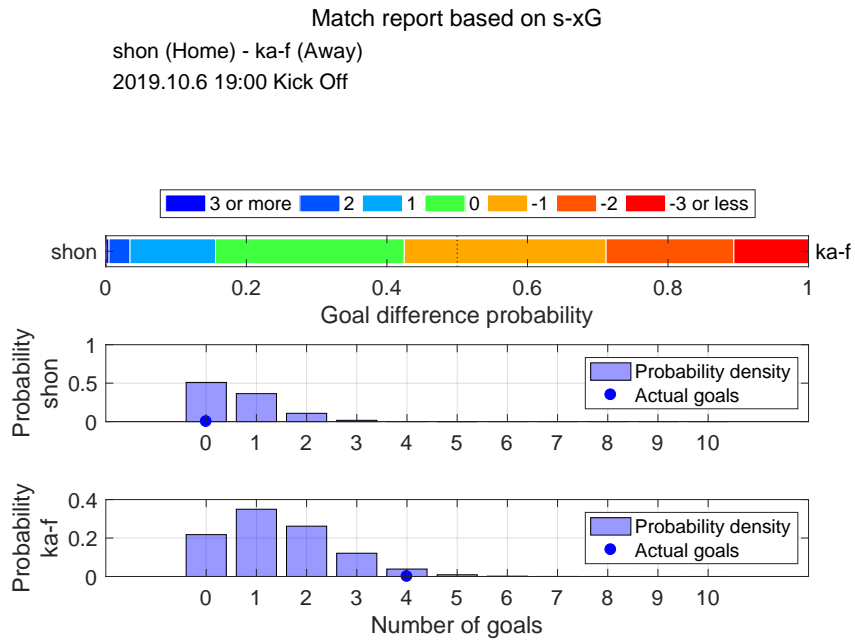 Match report based on s-xG
shon (Home) - ka-f (Away)
2019.10.6 19:00 Kick Off
3 or more 2 1 0 -1 -2 -3 or less
shon ka-f
0 0.2 0.4 0.6 0.8 1
Goal difference probability
Probability
shon
1
0.5
0
Probability density
Actual goals
0 1 2 3 4 5 6 7 8 9 10
Probability
ka-f
0.4
0.2
0
Probability density
Actual goals
0 1 2 3 4 5 6 7 8 9 10
Number of goals